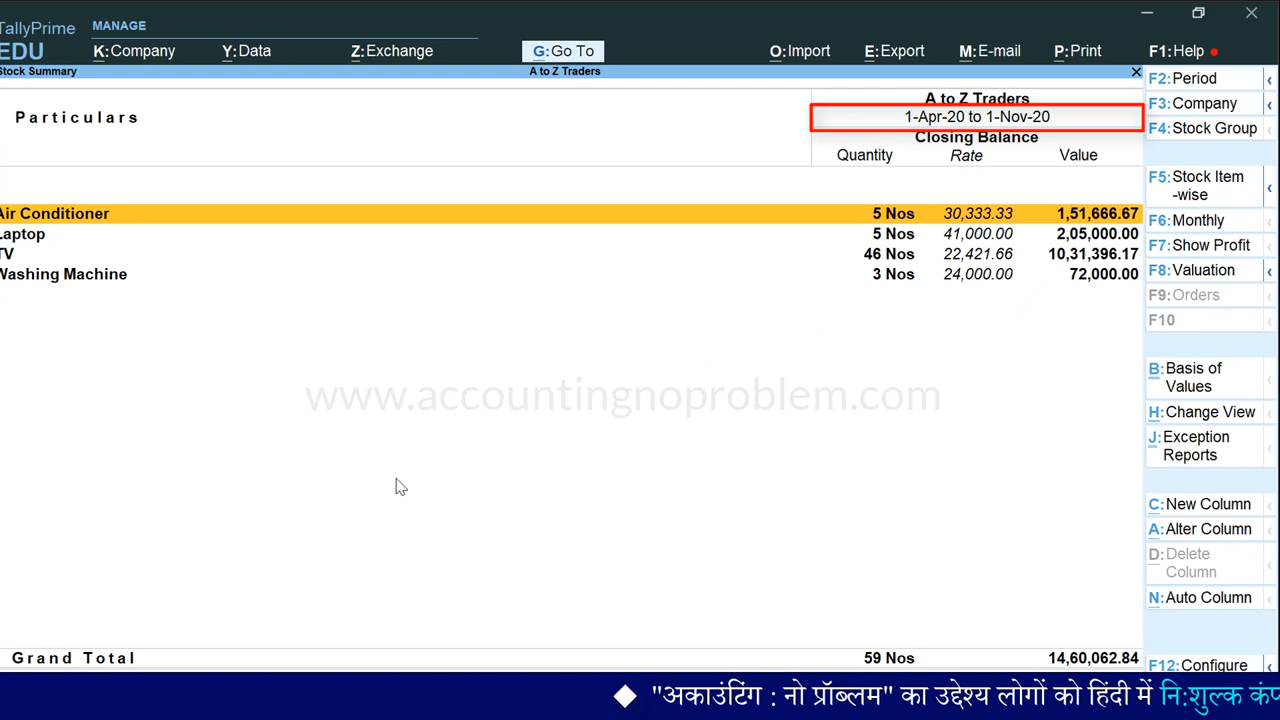 TallyPrime
MANAGE
EDU
K:Company
Y:Data
Z:Exchange
G:Go To
O:Import
E:Export
M:E-mail
P:Print
F1:Help
Stock Summary
A to Z Traders
Particulars
A to Z Traders
1-Apr-20 to 1-Nov-20
Closing Balance
Quantity Rate Value
Air Conditioner 5 Nos 30,333.33 1,51,666.67
Laptop 5 Nos 41,000.00 2,05,000.00
TV 46 Nos 22,421.66 10,31,396.17
Washing Machine 3 Nos 24,000.00 72,000.00
www.accountingnoproblem.com
Grand Total 59 Nos 14,60,062.84
F2:Period
F3:Company
F4:Stock Group
F5:Stock Item
-wise
F6:Monthly
F7:Show Profit
F8:Valuation
F9:Orders
F10
B:Basis of
Values
H:Change View
J:Exception
Reports
C:New Column
A:Alter Column
D:Delete
Column
N:Auto Column
F12:Configure
"अकाउंटिंग : नो प्रॉब्लम" का उद्देश्य लोगों को हिंदी में नि:शुल्क कंप